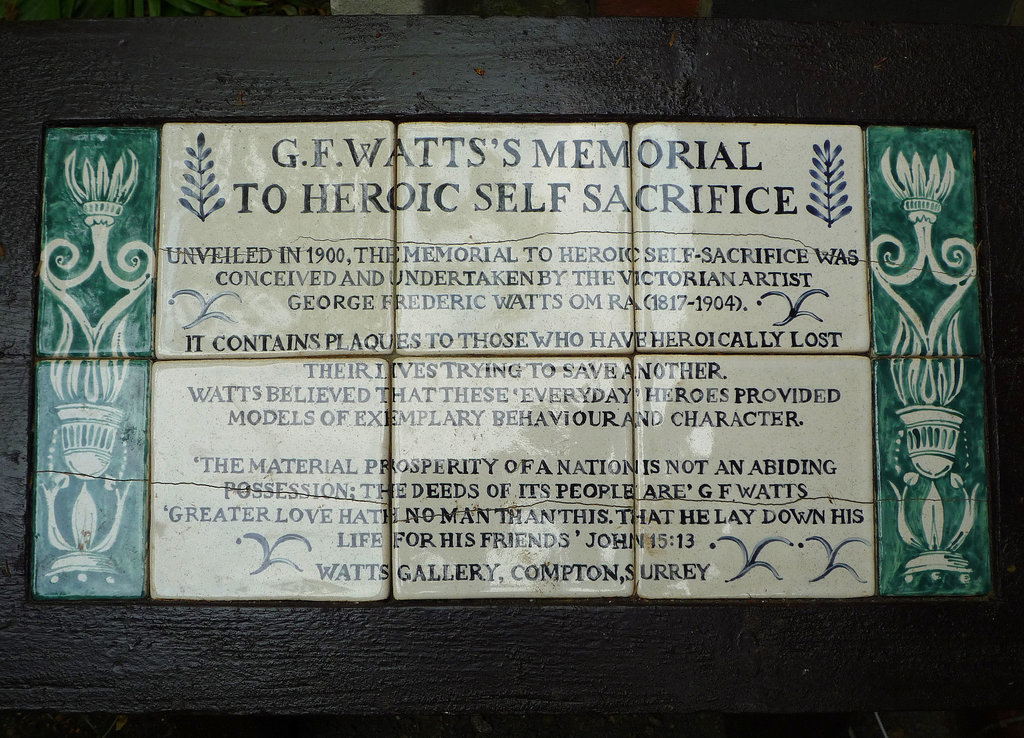 G.F.WATTS'S MEMORIAL
TO HEROIC SELF SACRIFICE
UNVEILED IN 1900, THE MEMORIAL TO HEROIC SELF-SACRIFICE WAS
CONCEIVED AND UNDERTAKEN BY THE VICTORIAN ARTIST
GEORGE FREDERIC WATTS OM RA (1817-1904).
IT CONTAINS PLAQUES TO THOSE WHO HAVE HEROICALLY LOST
THEIR LIVES TRYING TO SAVE ANOTHER.
WATTS BELIEVED THAT THESE 'EVERYDAY' HEROES PROVIDED
MODELS OF EXEMPLARY BEHAVIOUR AND CHARACTER.
'THE MATERIAL PROSPERITY OF A NATION IS NOT AN ABIDING
POSSESSION; THE DEEDS OF ITS PEOPLE ARE' G F WATTS
'GREATER LOVE HATH NO MAN THAN THIS. THAT HE LAY DOWN HIS
LIFE FOR HIS FRIENDS' JOHN 15:13
WATTS GALLERY, COMPTON, SURREY